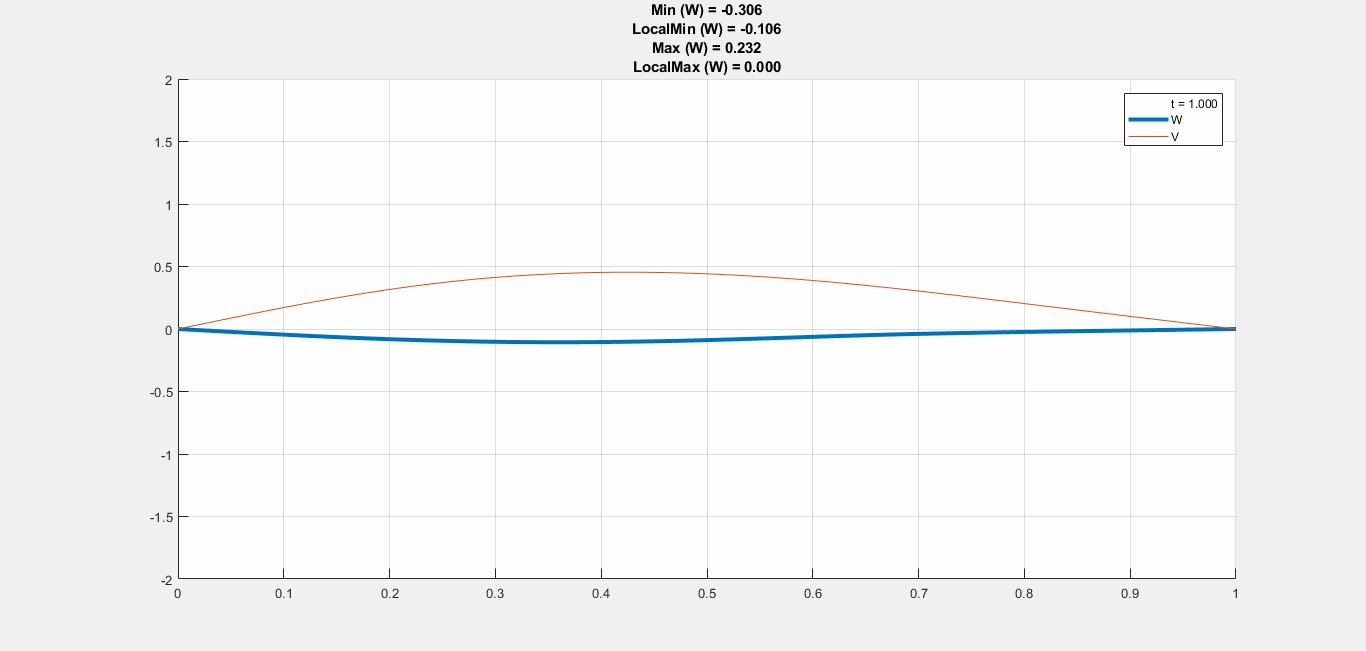 Min (W) = -0.306
LocalMin (W) = -0.106
Max (W) = 0.232
LocalMax (W) = 0.000
t = 1.000
W
V
2
1.5
1
0.5
0
-0.5
-1
-1.5
-2
0 0.1 0.2 0.3 0.4 0.5 0.6 0.7 0.8 0.9 1